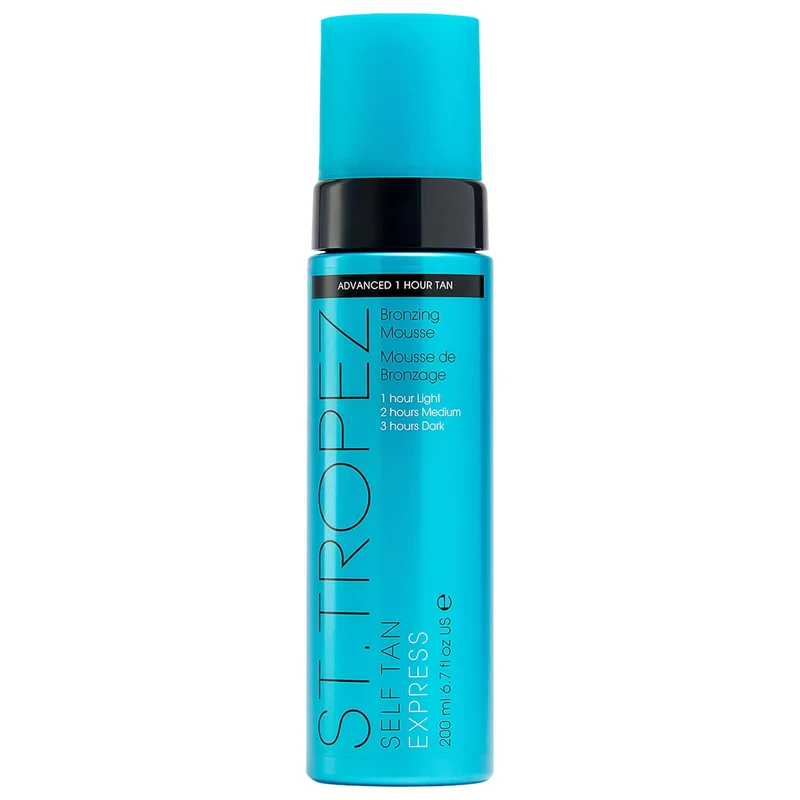 ADVANCED 1 HOUR TAN
Bronzing
Mousse
Mousse de
Bronzage
1 hour Light
2 hours Medium
3 hours Dark
ST.TROPEZ
SELF TAN
EXPRESS
200 ml 6.7 fl oz US ℮